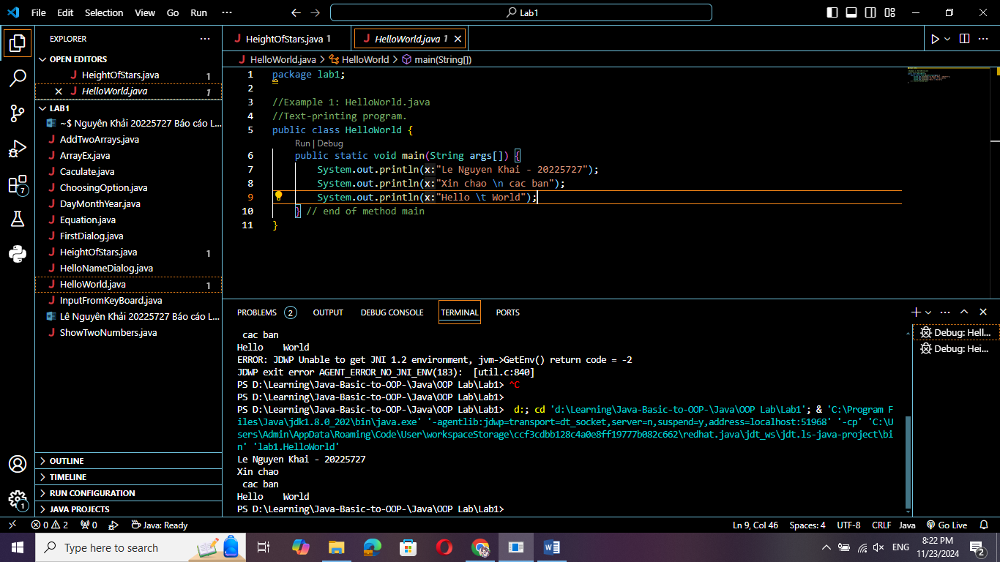 File Edit Selection View Go Run ··· Lab1
EXPLORER ···
OPEN EDITORS
HeightOfStars.java 1
HelloWorld.java 1
LAB1
~$ Nguyên Khải 20225727 Báo cáo L...
AddTwoArrays.java
ArrayEx.java
Caculate.java
ChoosingOption.java
DayMonthYear.java
Equation.java
FirstDialog.java
HeightOfStars.java 1
HelloNameDialog.java
HelloWorld.java 1
InputFromKeyBoard.java
Lê Nguyên Khải 20225727 Báo cáo L...
ShowTwoNumbers.java
OUTLINE
TIMELINE
RUN CONFIGURATION
JAVA PROJECTS
7
1
HeightOfStars.java 1 HelloWorld.java 1
HelloWorld.java > HelloWorld > main(String[])
1 package lab1;
2
3 //Example 1: HelloWorld.java
4 //Text-printing program.
5 public class HelloWorld {
Run | Debug
6 public static void main(String args[]) {
7 System.out.println(x:"Le Nguyen Khai - 20225727");
8 System.out.println(x:"Xin chao \n cac ban");
9 System.out.println(x:"Hello \t World");
10 } // end of method main
11 }
PROBLEMS 2 OUTPUT DEBUG CONSOLE TERMINAL PORTS
cac ban
Hello World
ERROR: JDWP Unable to get JNI 1.2 environment, jvm->GetEnv() return code = -2
JDWP exit error AGENT_ERROR_NO_JNI_ENV(183): [util.c:840]
PS D:\Learning\Java-Basic-to-OOP-\Java\OOP Lab\Lab1> ^C
PS D:\Learning\Java-Basic-to-OOP-\Java\OOP Lab\Lab1>
PS D:\Learning\Java-Basic-to-OOP-\Java\OOP Lab\Lab1> d:; cd 'd:\Learning\Java-Basic-to-OOP-\Java\OOP Lab\Lab1'; & 'C:\Program F
iles\Java\jdk1.8.0_202\bin\java.exe' '-agentlib:jdwp=transport=dt_socket,server=n,suspend=y,address=localhost:51968' '-cp' 'C:\U
sers\Admin\AppData\Roaming\Code\User\workspaceStorage\ccf3cdbb128c4a0e8ff19777b082c662\redhat.java\jdt_ws\jdt.ls-java-project\bi
n' 'lab1.HelloWorld'
Le Nguyen Khai - 20225727
Xin chao
cac ban
Hello World
PS D:\Learning\Java-Basic-to-OOP-\Java\OOP Lab\Lab1>
Debug: Hell...
Debug: Hei...
0 2 0 Java: Ready Ln 9, Col 46 Spaces: 4 UTF-8 CRLF Java Go Live
Type here to search ENG 8:22 PM
11/23/2024 2